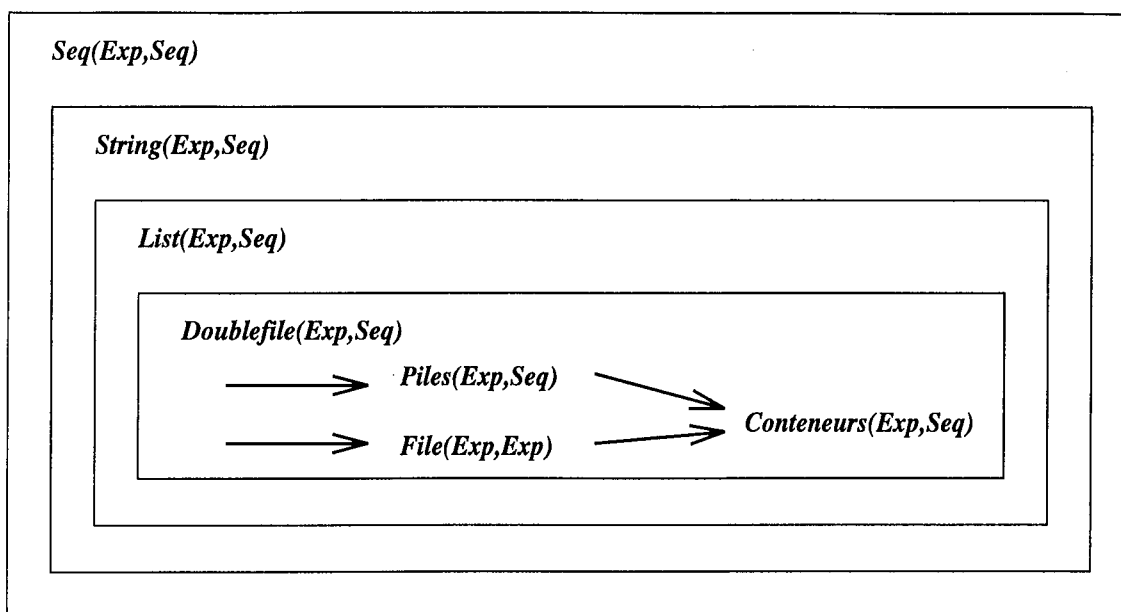 Seq(Exp,Seq)
String(Exp,Seq)
List(Exp,Seq)
Doublefile(Exp,Seq)
Piles(Exp,Seq)
Conteneurs(Exp,Seq)
File(Exp,Exp)